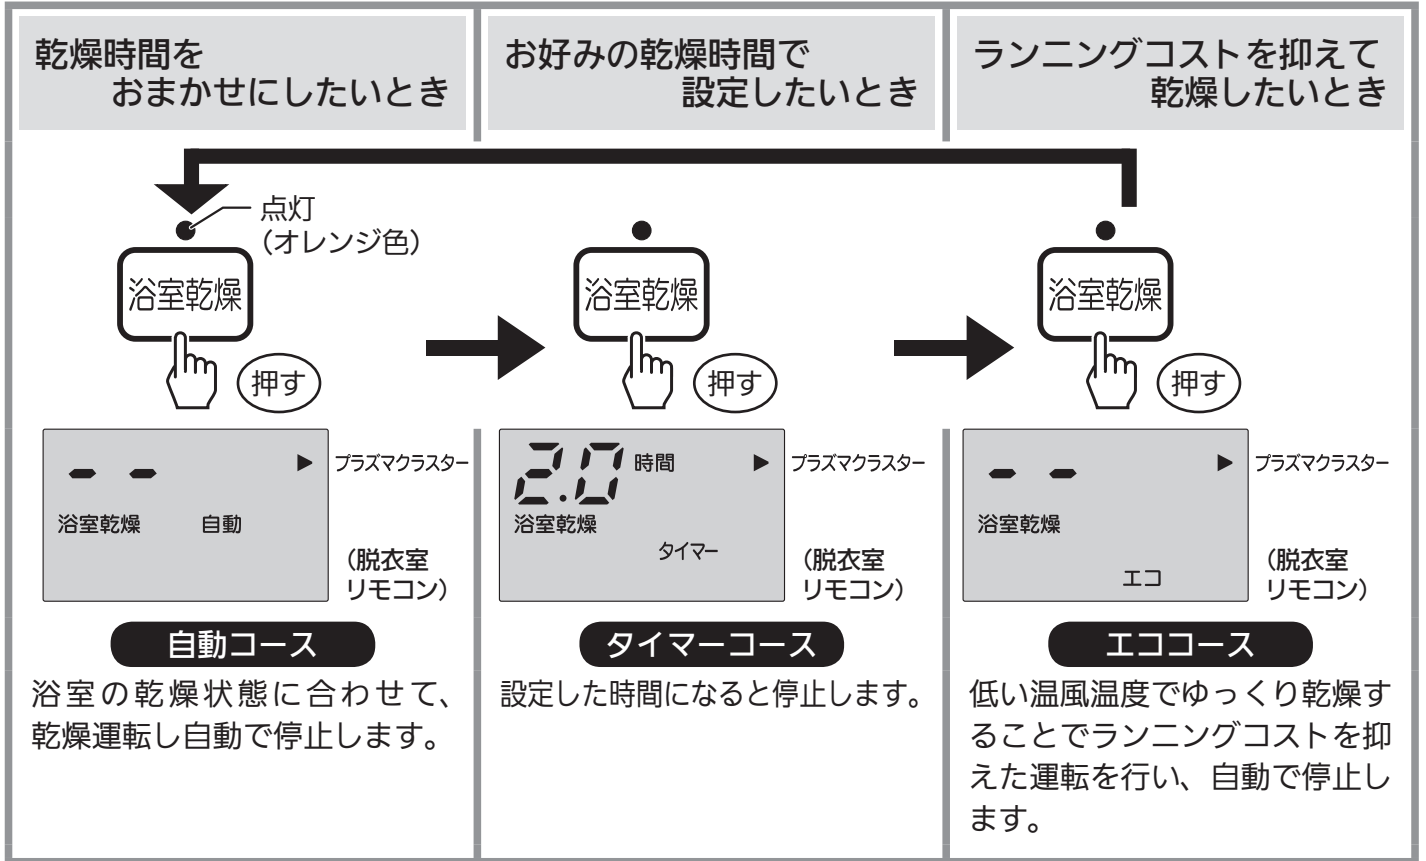 乾燥時間を
おまかせにしたいとき
点灯
(オレンジ色)
浴室乾燥
押す
プラズマクラスター
浴室乾燥 自動
(脱衣室
リモコン)
自動コース
浴室の乾燥状態に合わせて、
乾燥運転し自動で停止します。
お好みの乾燥時間で
設定したいとき
浴室乾燥
押す
2.0 時間
プラズマクラスター
浴室乾燥
タイマー
(脱衣室
リモコン)
タイマーコース
設定した時間になると停止します。
ランニングコストを抑えて
乾燥したいとき
浴室乾燥
押す
プラズマクラスター
浴室乾燥
エコ
(脱衣室
リモコン)
エココース
低い温風温度でゆっくり乾燥す
ることでランニングコストを抑
えた運転を行い、自動で停止し
ます。